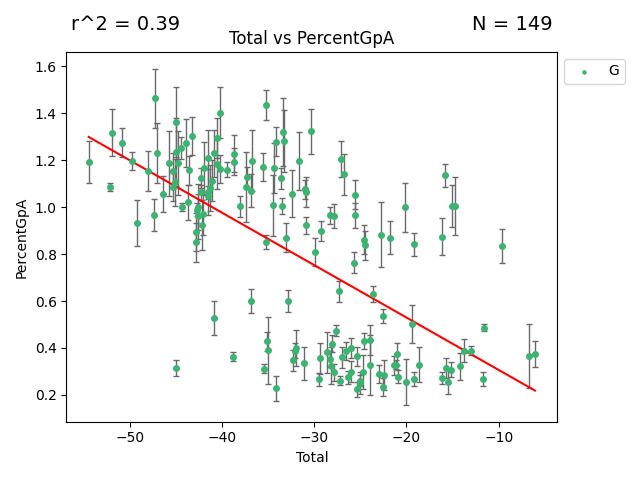 r^2 = 0.39
N = 149
Total vs PercentGpA
G
PercentGpA
1.6
1.4
1.2
1.0
0.8
0.6
0.4
0.2
−50
−40
−30
−20
−10
Total